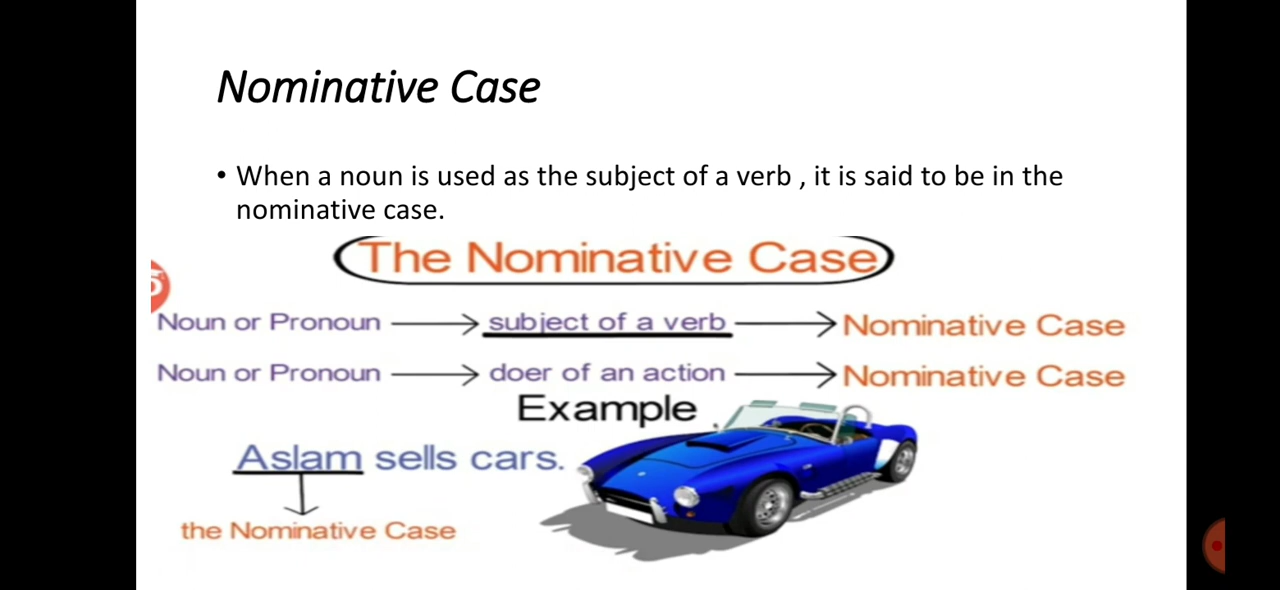 Nominative Case
• When a noun is used as the subject of a verb , it is said to be in the
nominative case.
The Nominative Case
Noun or Pronoun → subject of a verb → Nominative Case
Noun or Pronoun → doer of an action → Nominative Case
Example
Aslam sells cars.
the Nominative Case